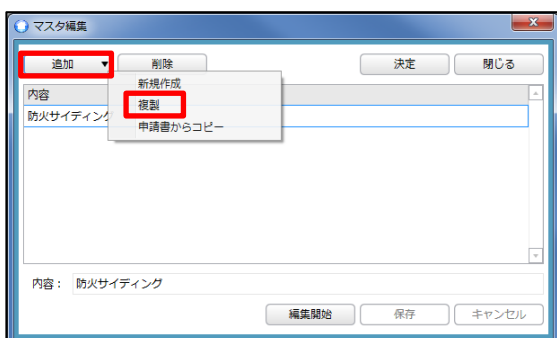 マスタ編集
追加 ▼ 削除 決定 閉じる
新規作成
内容
複製
防火サイディング
申請書からコピー
内容： 防火サイディング
編集開始 保存 キャンセル